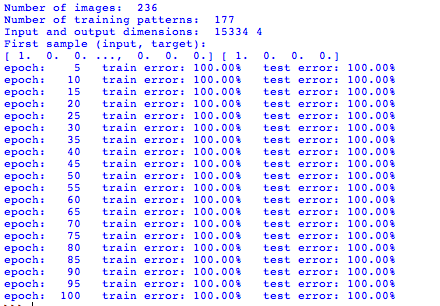 Number of images:  236
Number of training patterns:  177
Input and output dimensions:  15334 4
First sample (input, target):
[ 1.  0.  0. ...,  0.  0.  0.] [ 1.  0.  0.  0.]
epoch:    5   train error: 100.00%   test error: 100.00%
epoch:   10   train error: 100.00%   test error: 100.00%
epoch:   15   train error: 100.00%   test error: 100.00%
epoch:   20   train error: 100.00%   test error: 100.00%
epoch:   25   train error: 100.00%   test error: 100.00%
epoch:   30   train error: 100.00%   test error: 100.00%
epoch:   35   train error: 100.00%   test error: 100.00%
epoch:   40   train error: 100.00%   test error: 100.00%
epoch:   45   train error: 100.00%   test error: 100.00%
epoch:   50   train error: 100.00%   test error: 100.00%
epoch:   55   train error: 100.00%   test error: 100.00%
epoch:   60   train error: 100.00%   test error: 100.00%
epoch:   65   train error: 100.00%   test error: 100.00%
epoch:   70   train error: 100.00%   test error: 100.00%
epoch:   75   train error: 100.00%   test error: 100.00%
epoch:   80   train error: 100.00%   test error: 100.00%
epoch:   85   train error: 100.00%   test error: 100.00%
epoch:   90   train error: 100.00%   test error: 100.00%
epoch:   95   train error: 100.00%   test error: 100.00%
epoch:  100   train error: 100.00%   test error: 100.00%